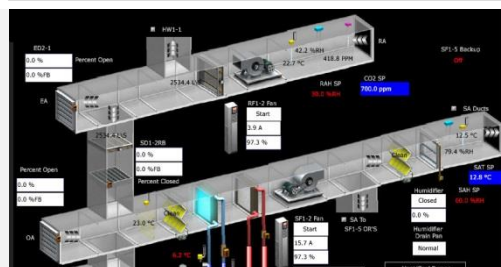 HW1-1
ED2-1
0.0 %
Percent Open
0.0 %FB
42.2 %RH
418.8 PPM
RA
SF1-5 Backup
Off
22.7 °C
2534.4 L/S
EA
RAH SP
CO2 SP
700.0 ppm
RF1-2 Fan
Start
3.9 A
97.3 %
SA Ducts
2534.4 L/S
SD1-2RB
0.0 %
0.0 %FB
Percent Closed
12.5 °C
79.4 %RH
Percent Open
0.0 %
0.0 %FB
Clean
SAT SP
12.8 °C
SAH SP
Humidifier
Closed
0.0 %
Clean
23.0 °C
OA
SF1-2 Fan
Start
15.7 A
97.3 %
SA To
SF1-5 OR'S
Humidifier
Drain Pan
Normal